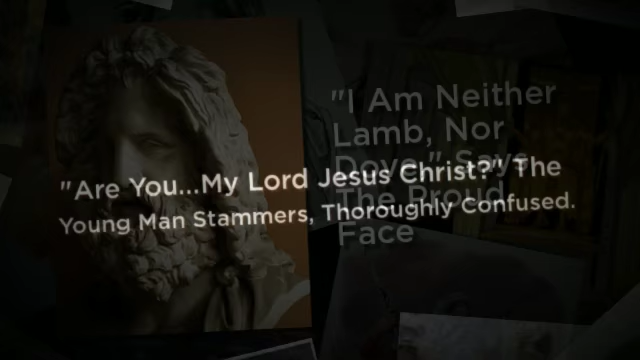 "I Am Neither
Lamb, Nor
Dove," Says
The Proud
Face
"Are You...My Lord Jesus Christ?" The
Young Man Stammers, Thoroughly Confused.